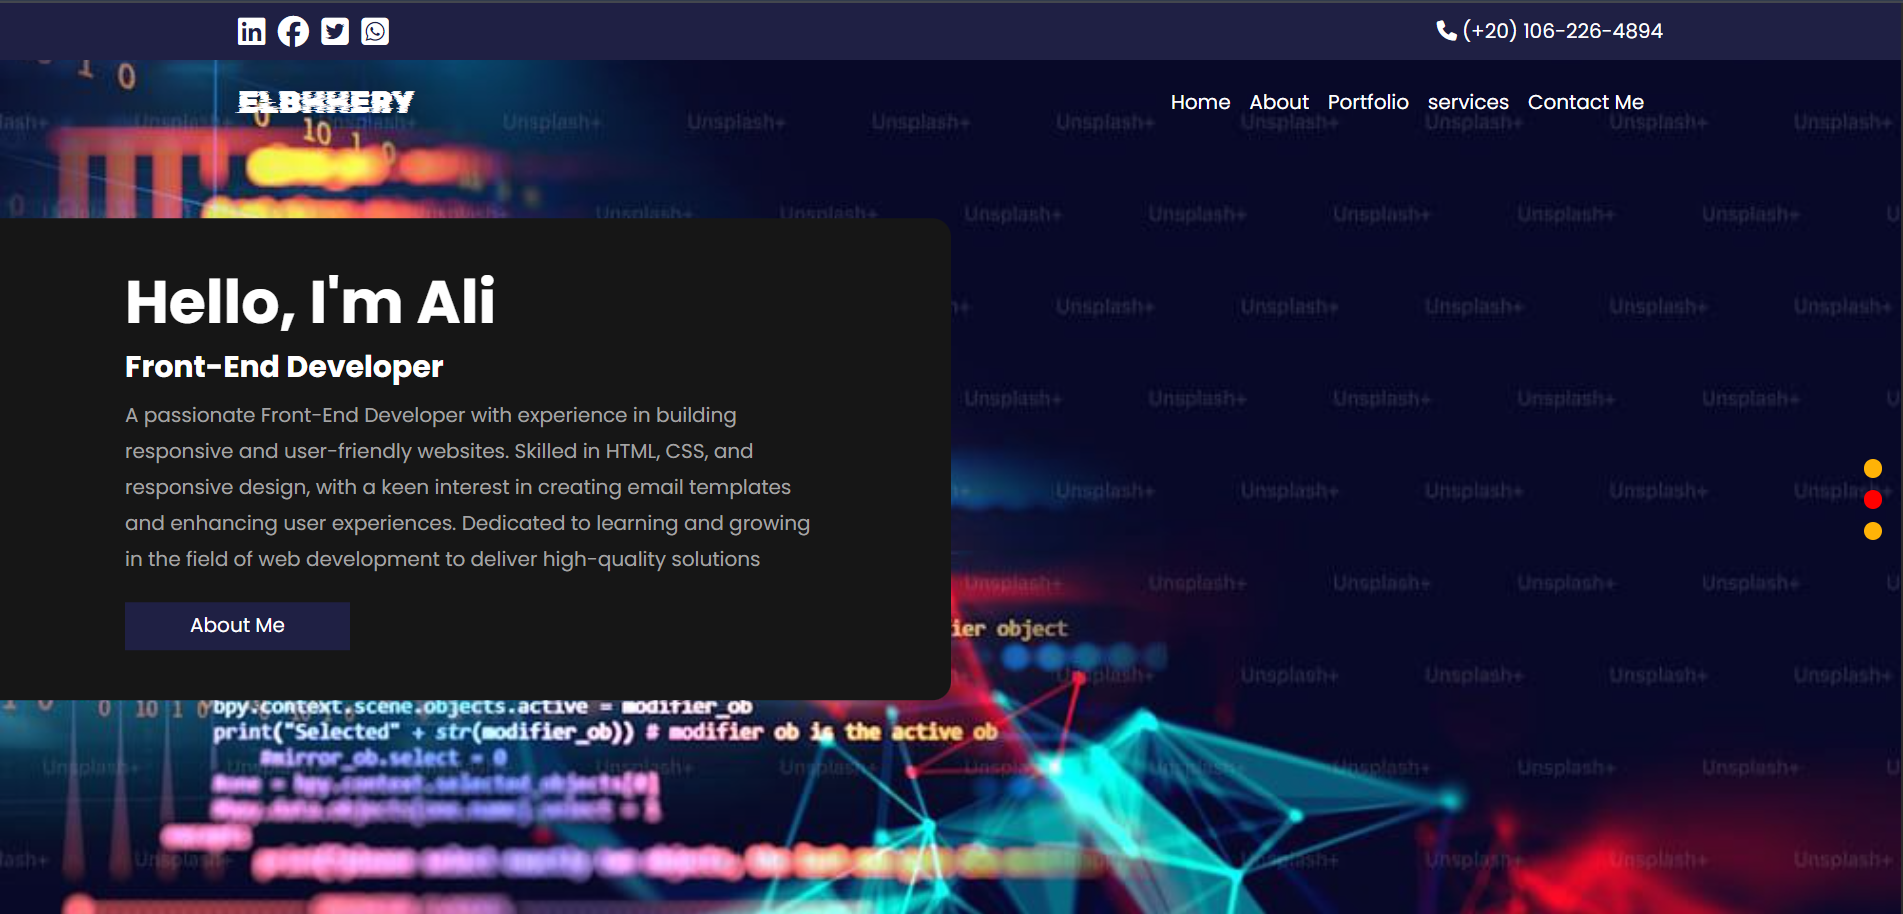 (+20) 106-226-4894
ELBHHERY
Home About Portfolio services Contact Me
Hello, I'm Ali
Front-End Developer
A passionate Front-End Developer with experience in building
responsive and user-friendly websites. Skilled in HTML, CSS, and
responsive design, with a keen interest in creating email templates
and enhancing user experiences. Dedicated to learning and growing
in the field of web development to deliver high-quality solutions
About Me
ier object
bpy.context.scene.objects.active = modifier_ob
print("Selected" + str(modifier_ob)) # modifier ob is the active ob
#mirror_ob.select = 0
Unsplash+